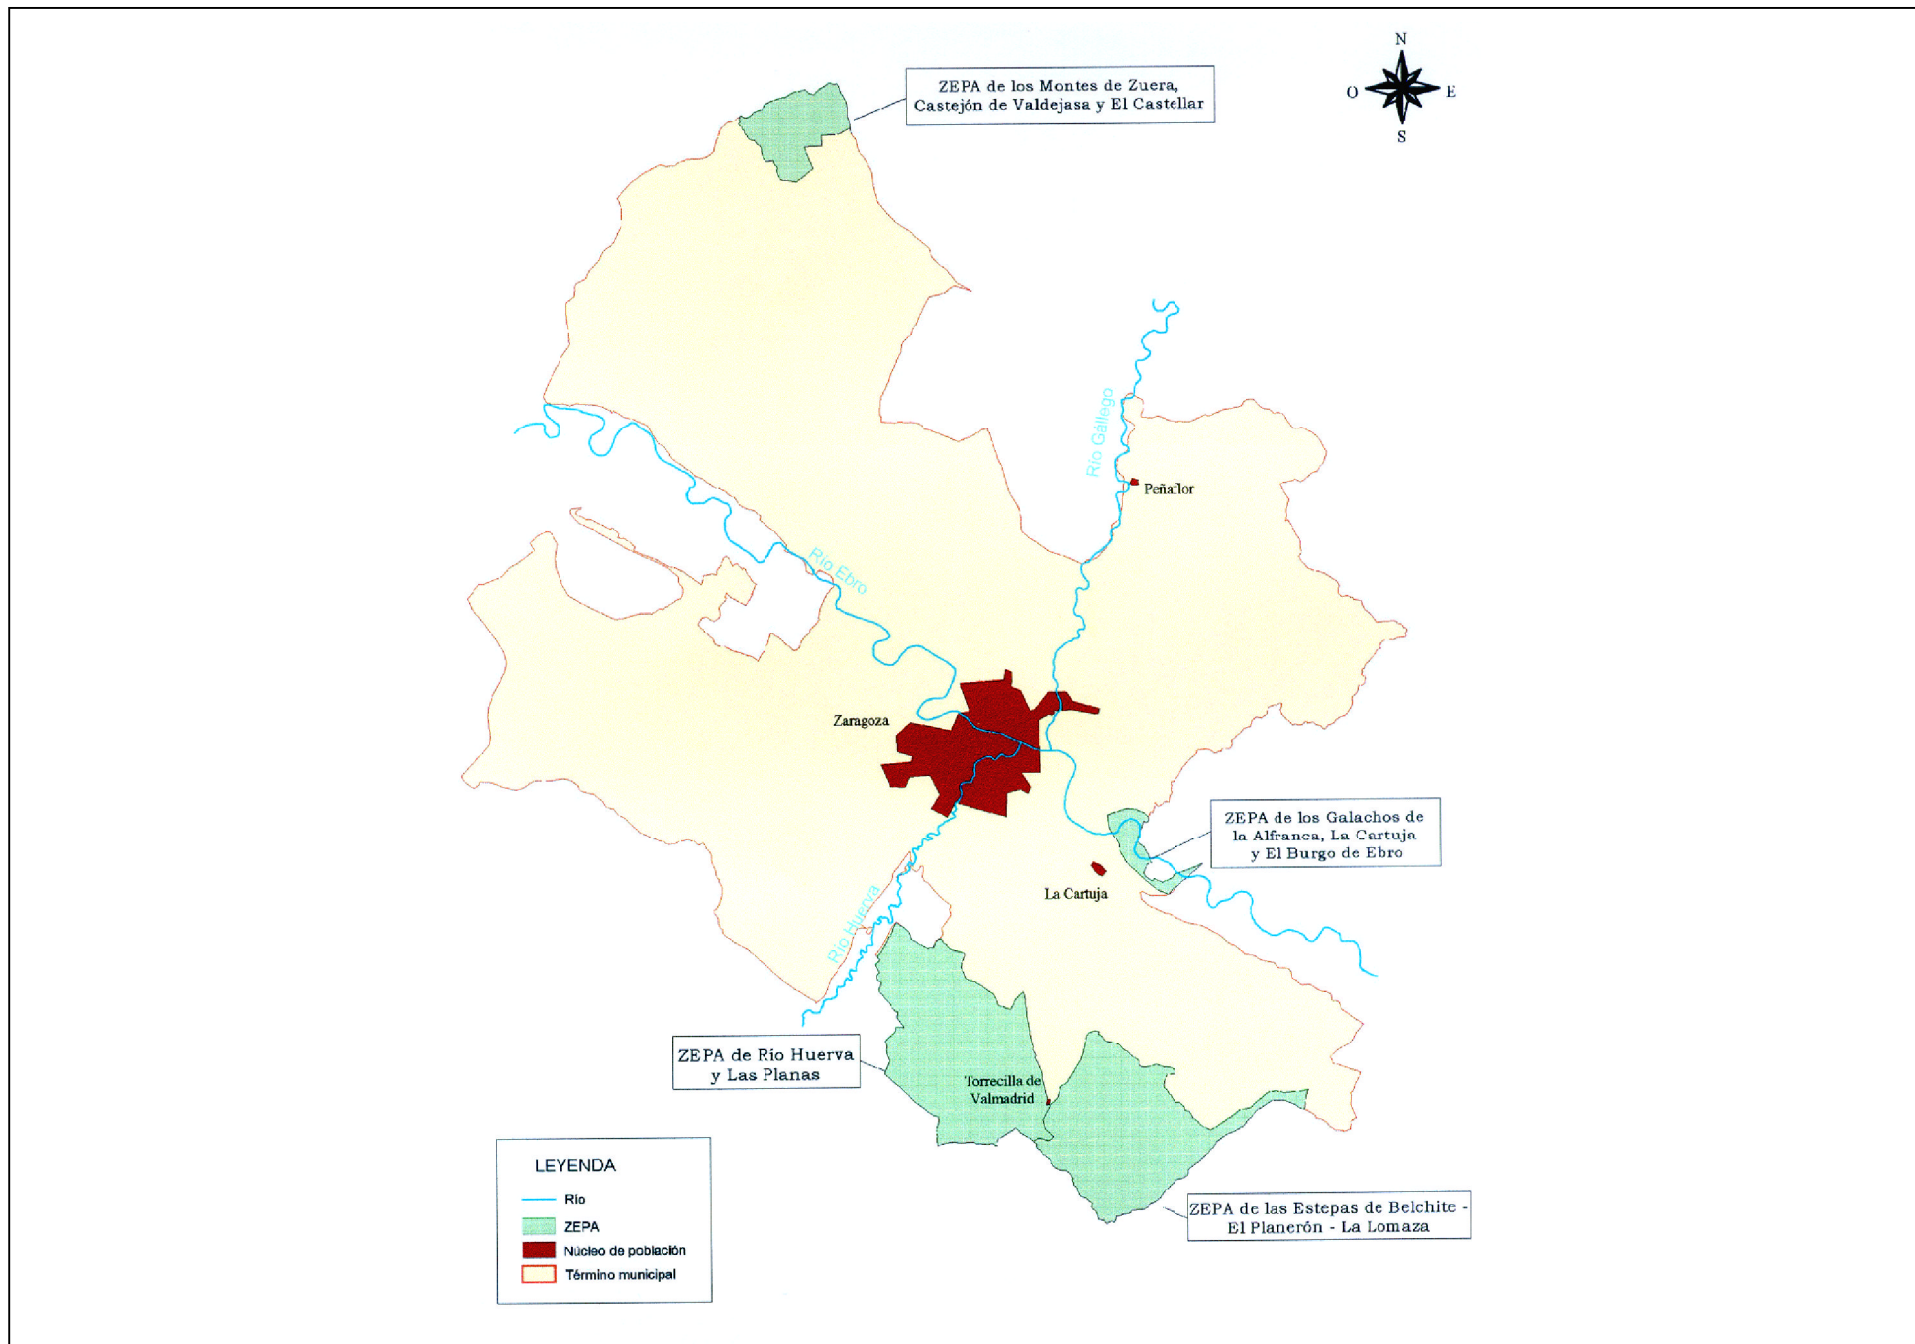 N
O
E
S
ZEPA de los Montes de Zuera,
Castejón de Valdejasa y El Castellar
Río Gállego
Peñaflor
Río Ebro
Zaragoza
ZEPA de los Galachos de
la Alfranca, La Cartuja
y El Burgo de Ebro
La Cartuja
Río Huerva
ZEPA de Río Huerva
y Las Planas
Torrecilla de
Valmadrid
LEYENDA
Río
ZEPA
Núcleo de población
Término municipal
ZEPA de las Estepas de Belchite -
El Planerón - La Lomaza